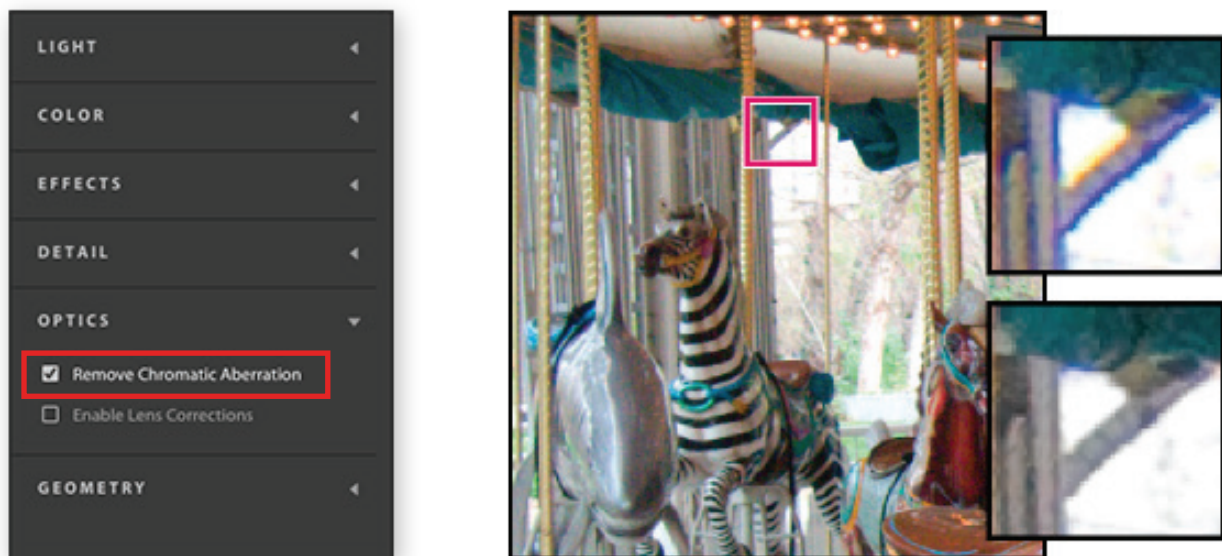 LIGHT
COLOR
EFFECTS
DETAIL
OPTICS
Remove Chromatic Aberration
Enable Lens Corrections
GEOMETRY